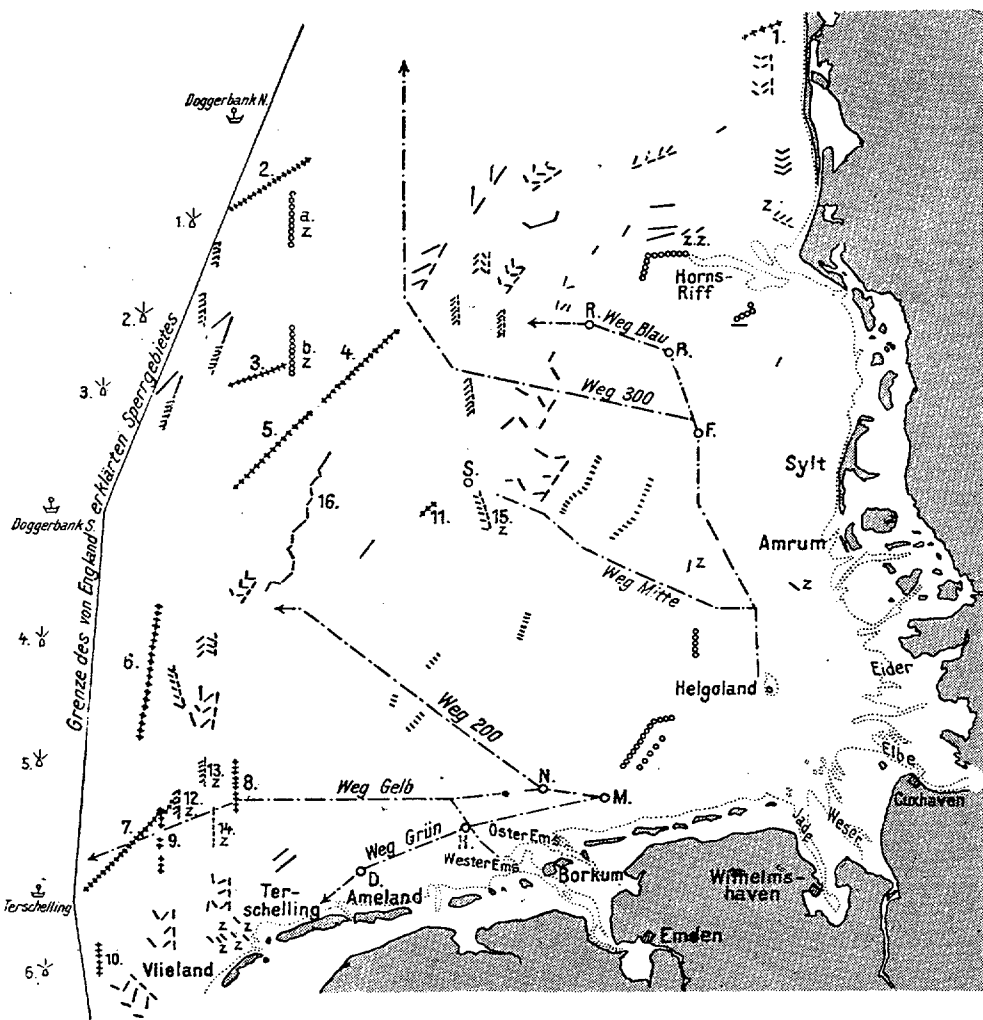 1.
Doggerbank N.
2.
1.
a.
z
z
z.z.
Horns-
Riff
2.
R.
Weg Blau
B.
b.
z
3.
4.
3.
Weg 300
F.
5.
Grenze des von England erklärten Sperrgebietes
Sylt
S.
16.
11.
15.
z
Doggerbank S.
Amrum
z
z
Weg Mitte
4.
6.
Eider
Helgoland
Weg 200
5.
13.
z
8.
N.
M.
Elbe
Cuxhaven
Weg Gelb
12.
z
7.
9.
14.
z
Weser
Jade
Weg Grün
Oster Ems
Wester Ems
D.
Borkum
Wilhelms-
haven
Ter-
schelling
Ameland
Terschelling
z
z
z
z
Emden
10.
Vlieland
6.